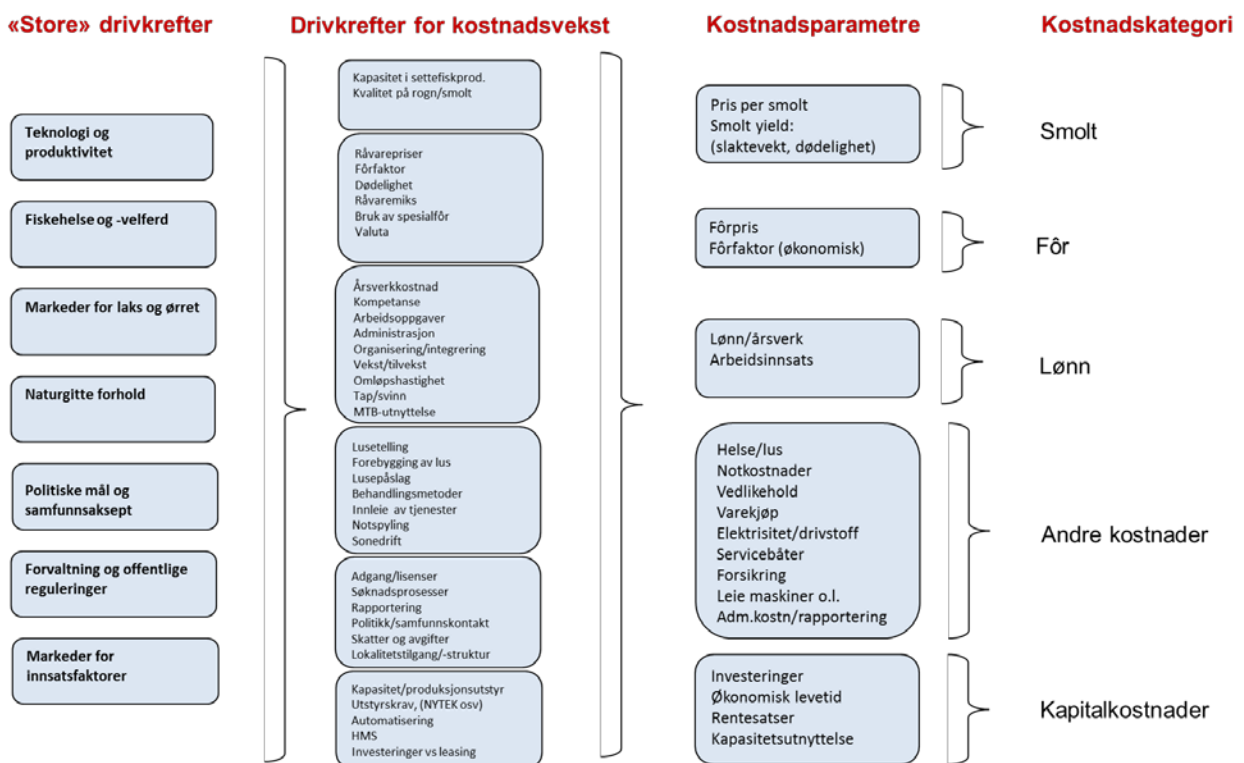 «Store» drivkrefter
Teknologi og
produktivitet
Fiskehelse og -velferd
Markeder for laks og ørret
Naturgitte forhold
Politiske mål og
samfunnsaksept
Forvaltning og offentlige
reguleringer
Markeder for
innsatsfaktorer
Drivkrefter for kostnadsvekst
Kapasitet i settefiskprod.
Kvalitet på rogn/smolt
Råvarepriser
Fôrfaktor
Dødelighet
Råvaremiks
Bruk av spesialfôr
Valuta
Årsverkkostnad
Kompetanse
Arbeidsoppgaver
Administrasjon
Organisering/integrering
Vekst/tilvekst
Omløpshastighet
Tap/svinn
MTB-utnyttelse
Lusetelling
Forebygging av lus
Lusepåslag
Behandlingsmetoder
Innleie av tjenester
Notspyling
Sonedrift
Adgang/lisenser
Søknadsprosesser
Rapportering
Politikk/samfunnskontakt
Skatter og avgifter
Lokalitetstilgang/-struktur
Kapasitet/produksjonsutstyr
Utstyrskrav, (NYTEK osv)
Automatisering
HMS
Investeringer vs leasing
Kostnadsparametre
Pris per smolt
Smolt yield:
(slaktevekt, dødelighet)
Fôrpris
Fôrfaktor (økonomisk)
Lønn/årsverk
Arbeidsinnsats
Helse/lus
Notkostnader
Vedlikehold
Varekjøp
Elektrisitet/drivstoff
Servicebåter
Forsikring
Leie maskiner o.l.
Adm.kostn/rapportering
Investeringer
Økonomisk levetid
Rentesatser
Kapasitetsutnyttelse
Kostnadskategori
Smolt
Fôr
Lønn
Andre kostnader
Kapitalkostnader